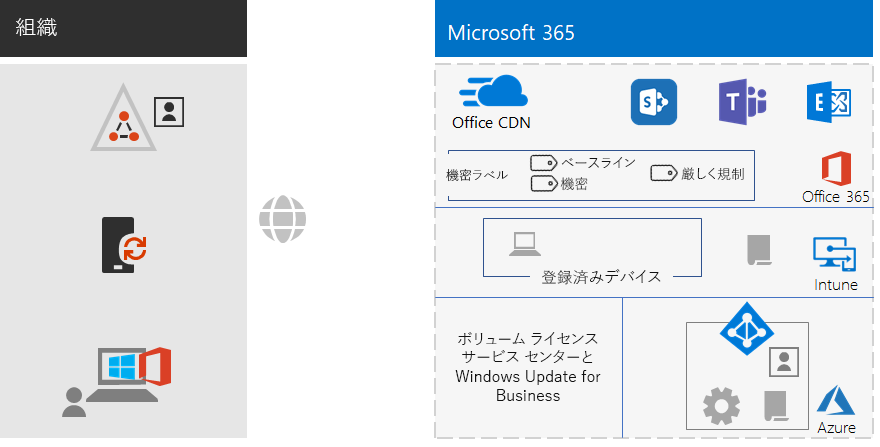 組織
Microsoft 365
Office CDN
S
T
E
機密ラベル
ベースライン
機密
厳しく規制
Office 365
登録済みデバイス
Intune
ボリューム ライセンス
サービス センターと
Windows Update for
Business
Azure